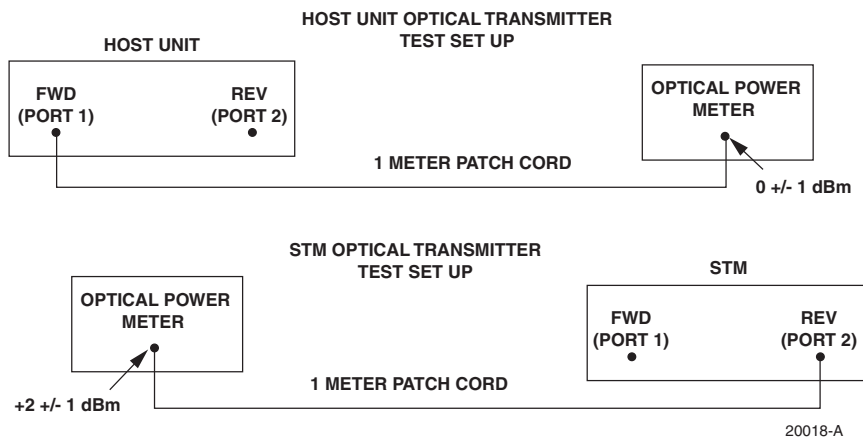 HOST UNIT OPTICAL TRANSMITTER
TEST SET UP
HOST UNIT
FWD
(PORT 1)
REV
(PORT 2)
OPTICAL POWER
METER
1 METER PATCH CORD
0 +/- 1 dBm
STM OPTICAL TRANSMITTER
TEST SET UP
STM
OPTICAL POWER
METER
FWD
(PORT 1)
REV
(PORT 2)
1 METER PATCH CORD
+2 +/- 1 dBm
20018-A